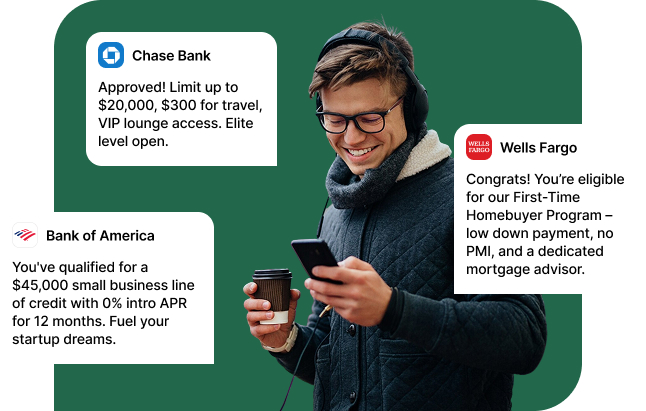 Chase Bank
Approved! Limit up to
$20,000, $300 for travel,
VIP lounge access. Elite
level open.
WELLS
FARGO
Wells Fargo
Congrats! You’re eligible
for our First-Time
Homebuyer Program –
low down payment, no
PMI, and a dedicated
mortgage advisor.
Bank of America
You've qualified for a
$45,000 small business line
of credit with 0% intro APR
for 12 months. Fuel your
startup dreams.